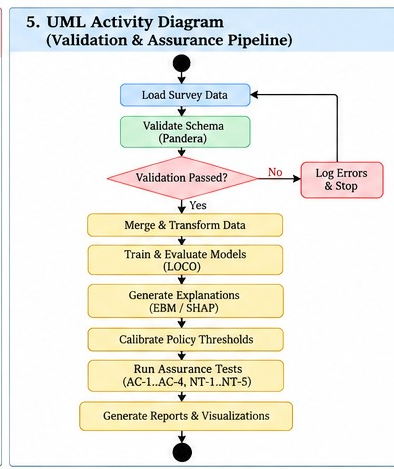 5. UML Activity Diagram
(Validation & Assurance Pipeline)
Load Survey Data
Validate Schema
(Pandera)
Validation Passed?
No
Log Errors
& Stop
Yes
Merge & Transform Data
Train & Evaluate Models
(LOCO)
Generate Explanations
(EBM / SHAP)
Calibrate Policy Thresholds
Run Assurance Tests
(AC-1..AC-4, NT-1..NT-5)
Generate Reports & Visualizations